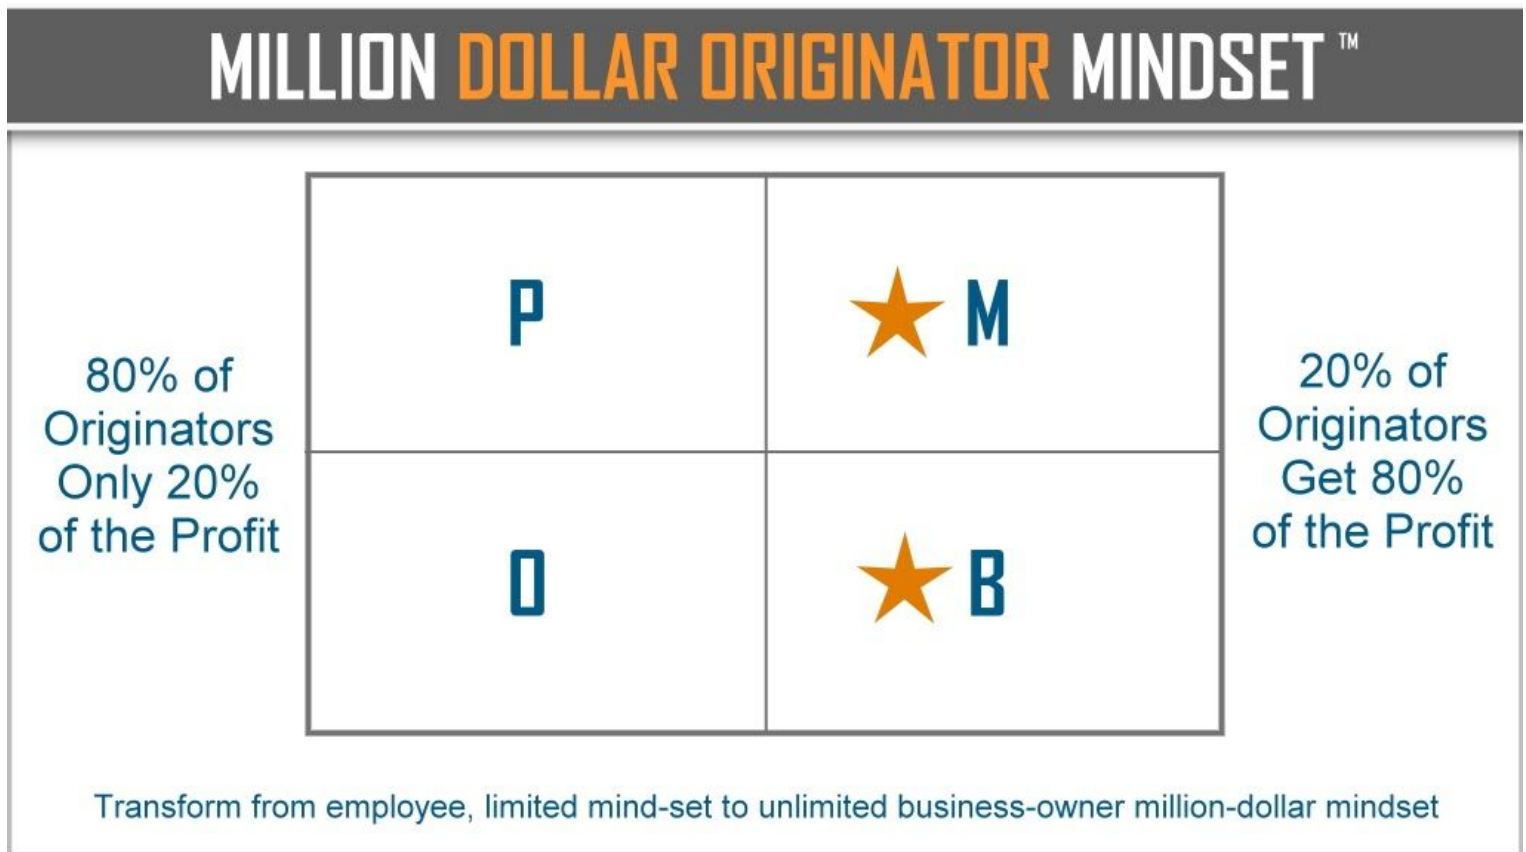 MILLION DOLLAR ORIGINATOR MINDSET™
P
M
80% of
Originators
Only 20%
of the Profit
20% of
Originators
Get 80%
of the Profit
O
B
Transform from employee, limited mind-set to unlimited business-owner million-dollar mindset